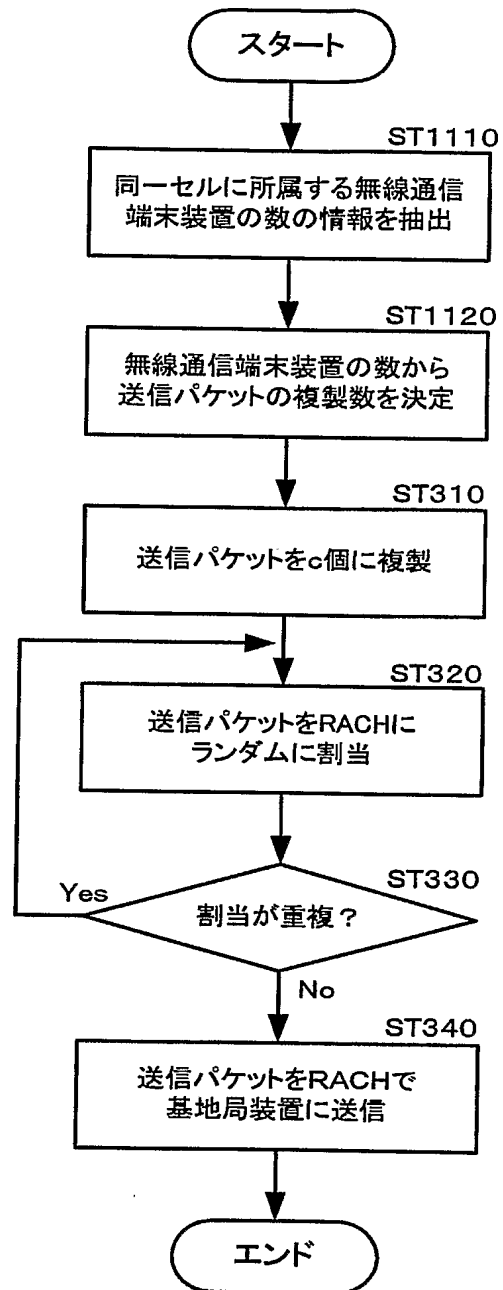 スタート
ST1110
同一セルに所属する無線通信
端末装置の数の情報を抽出
ST1120
無線通信端末装置の数から
送信パケットの複製数を決定
ST310
送信パケットをc個に複製
ST320
送信パケットをRACHに
ランダムに割当
ST330
Yes
割当が重複？
No
ST340
送信パケットをRACHで
基地局装置に送信
エンド